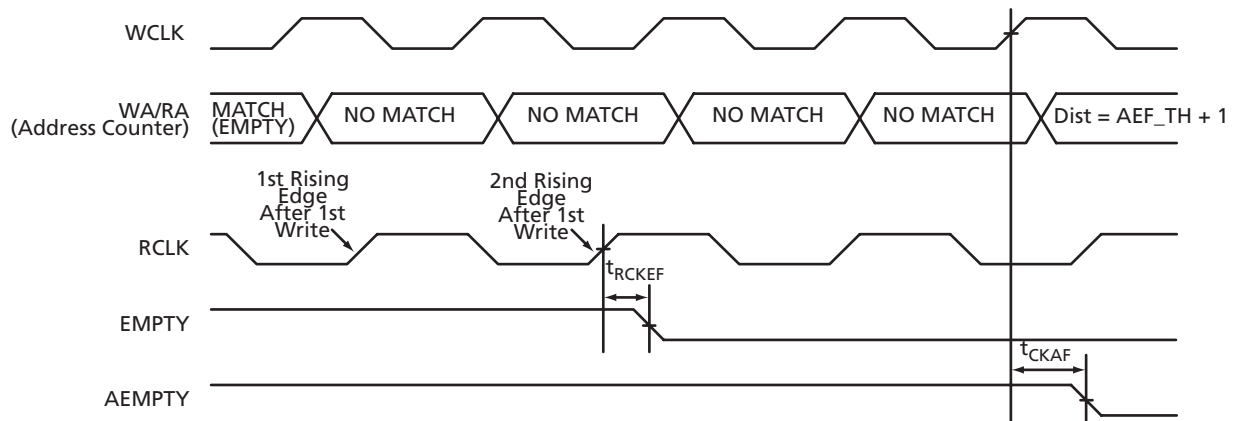 WCLK
WA/RA
(Address Counter)
MATCH
(EMPTY)
NO MATCH
NO MATCH
NO MATCH
NO MATCH
Dist = AEF_TH + 1
1st Rising
Edge
After 1st
Write
2nd Rising
Edge
After 1st
Write
RCLK
tRCKEF
EMPTY
tCKAF
AEMPTY